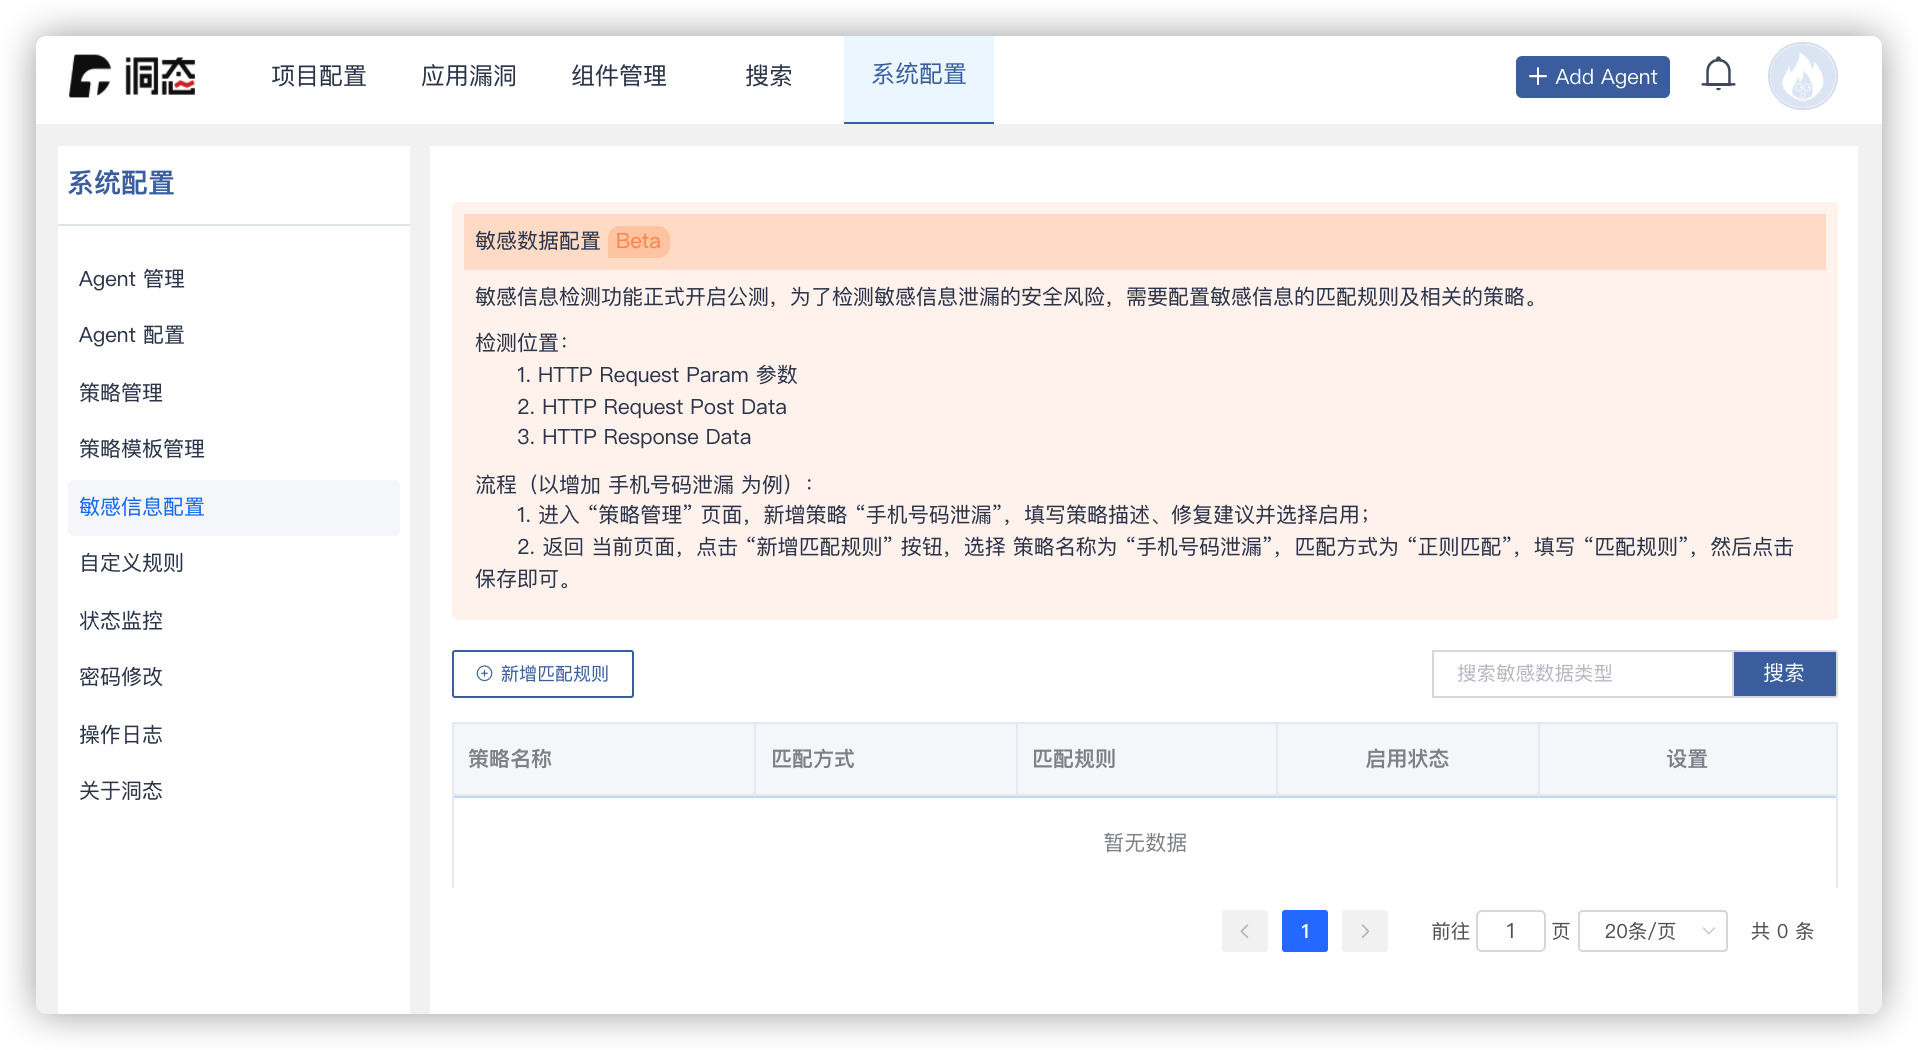 洞态
项目配置
应用漏洞
组件管理
搜索
系统配置
+ Add Agent
系统配置
Agent 管理
Agent 配置
策略管理
策略模板管理
敏感信息配置
自定义规则
状态监控
密码修改
操作日志
关于洞态
敏感数据配置 Beta
敏感信息检测功能正式开启公测，为了检测敏感信息泄漏的安全风险，需要配置敏感信息的匹配规则及相关的策略。
检测位置：
1. HTTP Request Param 参数
2. HTTP Request Post Data
3. HTTP Response Data
流程（以增加 手机号码泄漏 为例）：
1. 进入 “策略管理” 页面，新增策略 “手机号码泄漏”，填写策略描述、修复建议并选择启用；
2. 返回 当前页面，点击 “新增匹配规则” 按钮，选择 策略名称为 “手机号码泄漏”，匹配方式为 “正则匹配”，填写 “匹配规则”，然后点击
保存即可。
新增匹配规则
搜索敏感数据类型
搜索
策略名称
匹配方式
匹配规则
启用状态
设置
暂无数据
1
前往 1 页
20条/页
共 0 条